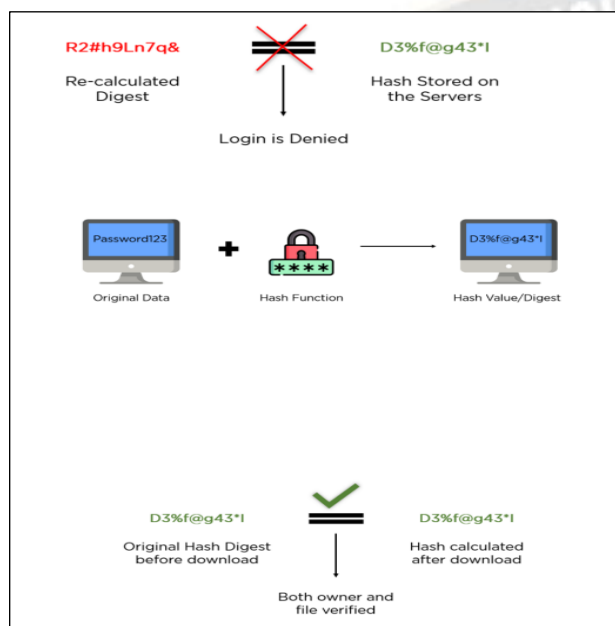 R2#h9Ln7q& D3%f@g43*I
Re-calculated Hash Stored on
Digest the Servers
Login is Denied
Password123 **** D3%f@g43*I
Original Data Hash Function Hash Value/Digest
D3%f@g43*I D3%f@g43*I
Original Hash Digest Hash calculated
before download after download
Both owner and
file verified